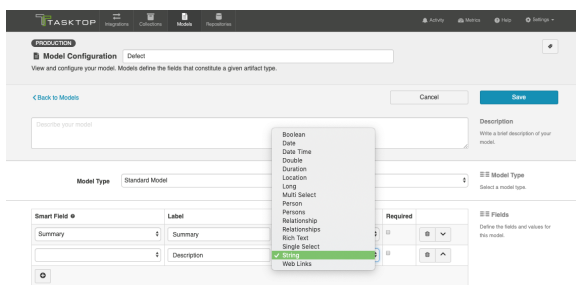 TASKTOP
Integrations
Collections
Models
Repositories
Activity
Metrics
Help
Settings
PRODUCTION
Model Configuration
Defect
View and configure your model. Models define the fields that constitute a given artifact type.
Back to Models
Cancel
Save
Describe your model
Description
Write a brief description of your
model.
Model Type
Standard Model
Model Type
Select a model type.
Smart Field
Label
Required
Fields
Define the fields and values for
this model.
Summary
Summary
Description
Boolean
Date
Date Time
Double
Duration
Location
Long
Multi Select
Person
Persons
Relationship
Relationships
Rich Text
Single Select
String
Web Links